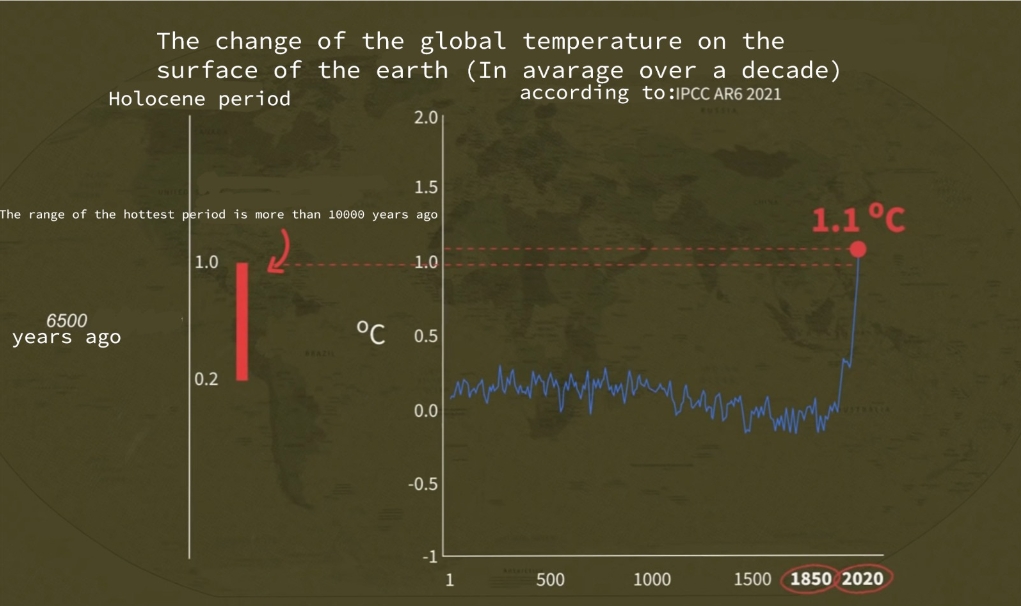 The change of the global temperature on the
surface of the earth (In avarage over a decade)
according to:IPCC AR6 2021
Holocene period
2.0
1.5
The range of the hottest period is more than 10000 years ago
1.1 ºC
1.0
1.0
6500
years ago
ºC
0.5
0.2
0.0
-0.5
-1
1 500 1000 1500 1850 2020
BRAZIL